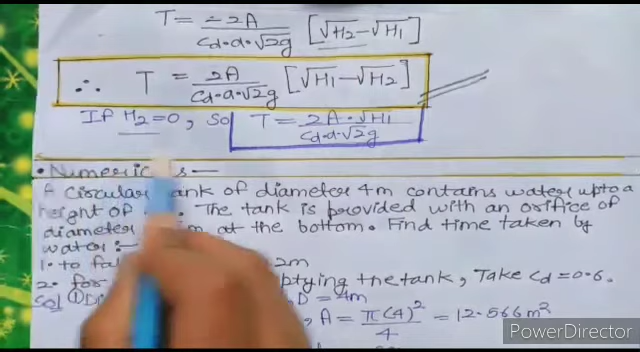 T = -2A / Cd·a·√2g [√H2 - √H1]
∴ T = 2A / Cd·a·√2g [√H1 - √H2]
If H2 = 0, So T = 2A·√H1 / Cd·a·√2g
• Numericals —
A Circular tank of diameter 4m contains water upto a
height of The tank is provided with an orifice of
diameter at the bottom. Find time taken by
water :-
1. to 2m
2. for the tank, Take Cd = 0.6.
Sol ① D = 4m
, A = π(4)² / 4 = 12.566 m²
PowerDirector